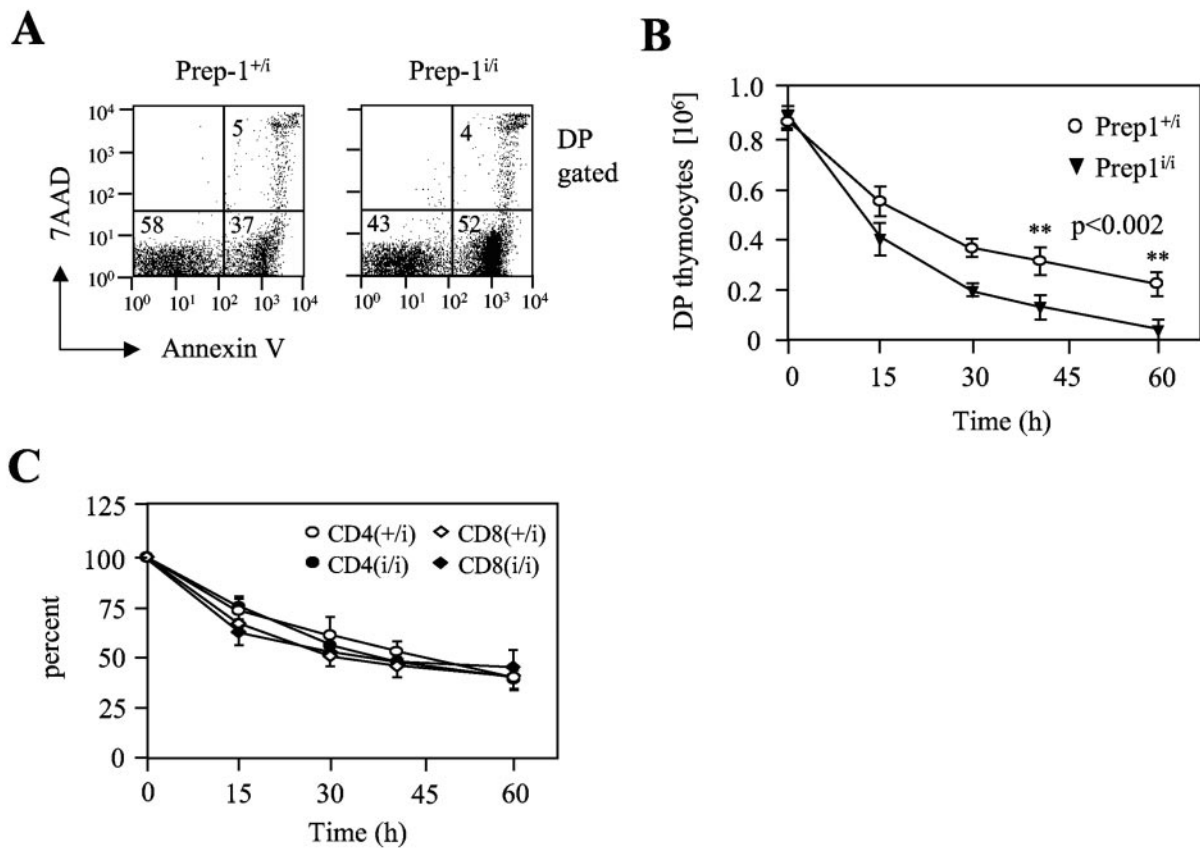 A
Prep-1+/i
Prep-1i/i
10⁴
10³
10²
10¹
10⁰
7AAD
5
58
37
4
43
52
DP
gated
10⁰ 10¹ 10² 10³ 10⁴
10⁰ 10¹ 10² 10³ 10⁴
Annexin V
B
DP thymocytes [10⁶]
1.0
0.8
0.6
0.4
0.2
0
Prep1+/i
Prep1i/i
** p<0.002
**
0 15 30 45 60
Time (h)
C
percent
125
100
75
50
25
0
CD4(+/i) CD8(+/i)
CD4(i/i) CD8(i/i)
0 15 30 45 60
Time (h)